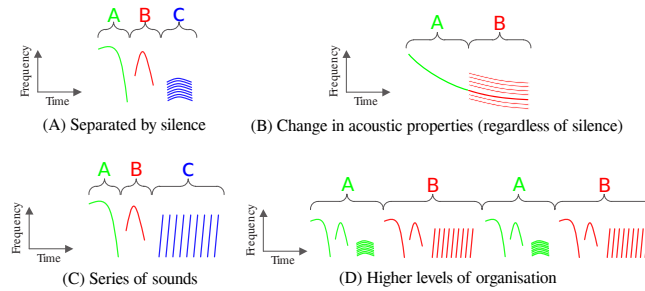 A B C
Frequency
Time
(A) Separated by silence
A B
Frequency
Time
(B) Change in acoustic properties (regardless of silence)
A B C
Frequency
Time
(C) Series of sounds
A B A B
Frequency
Time
(D) Higher levels of organisation